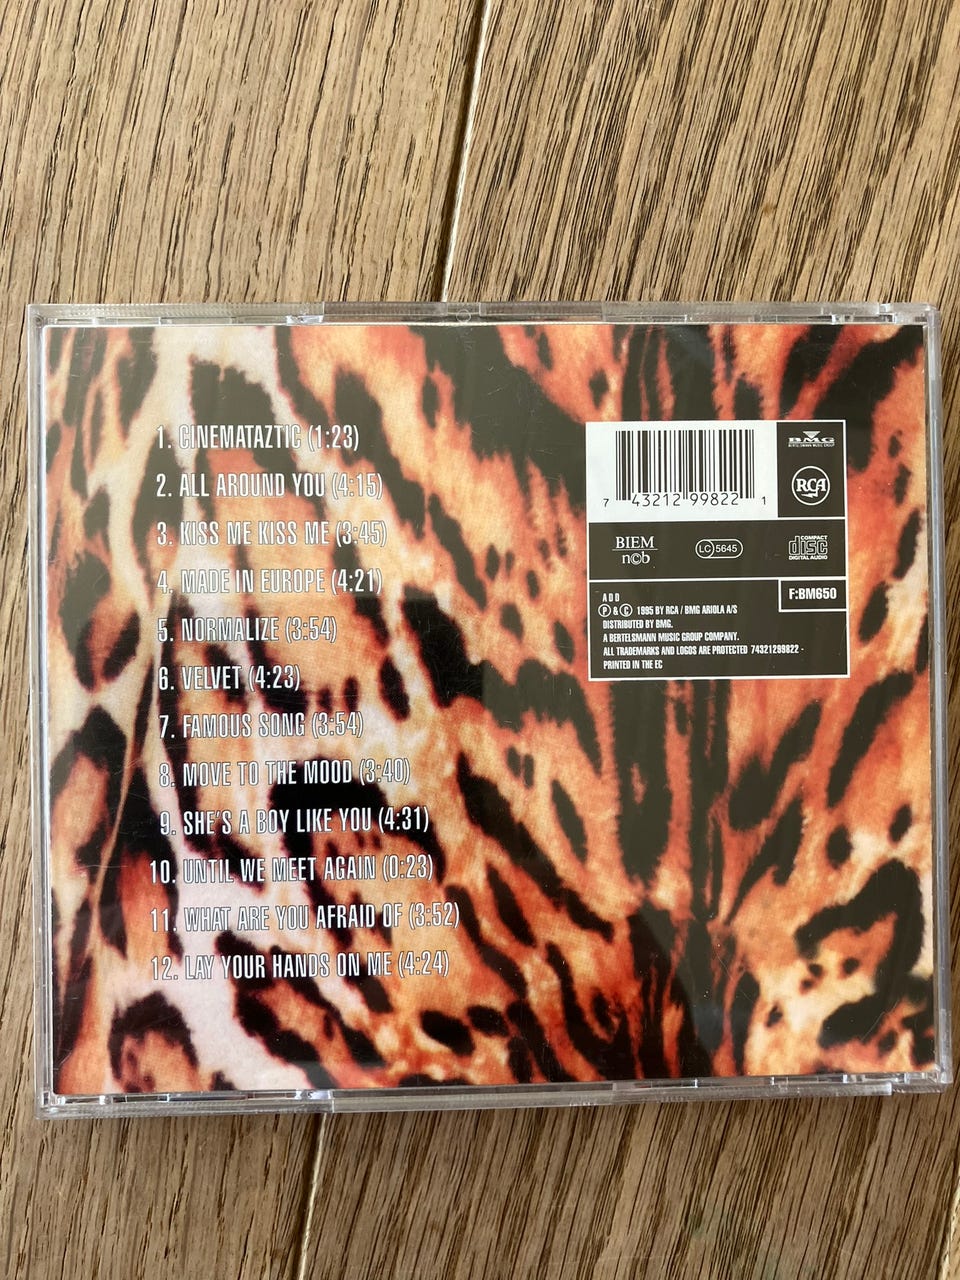 1. CINEMATAZTIC (1:23)
2. ALL AROUND YOU (4:15)
3. KISS ME KISS ME (3:45)
4. MADE IN EUROPE (4:21)
5. NORMALIZE (3:54)
6. VELVET (4:23)
7. FAMOUS SONG (3:54)
8. MOVE TO THE MOOD (3:40)
9. SHE'S A BOY LIKE YOU (4:31)
10. UNTIL WE MEET AGAIN (0:23)
11. WHAT ARE YOU AFRAID OF (3:52)
12. LAY YOUR HANDS ON ME (4:24)
7 43212 99822 1
BMG
BERTELSMANN MUSIC GROUP
RCA
BIEM
n©b
LC 5645
COMPACT
disc
DIGITAL AUDIO
F:BM650
ADD
Ⓟ & © 1995 BY RCA / BMG ARIOLA A/S
DISTRIBUTED BY BMG.
A BERTELSMANN MUSIC GROUP COMPANY.
ALL TRADEMARKS AND LOGOS ARE PROTECTED 74321299822 -
PRINTED IN THE EC